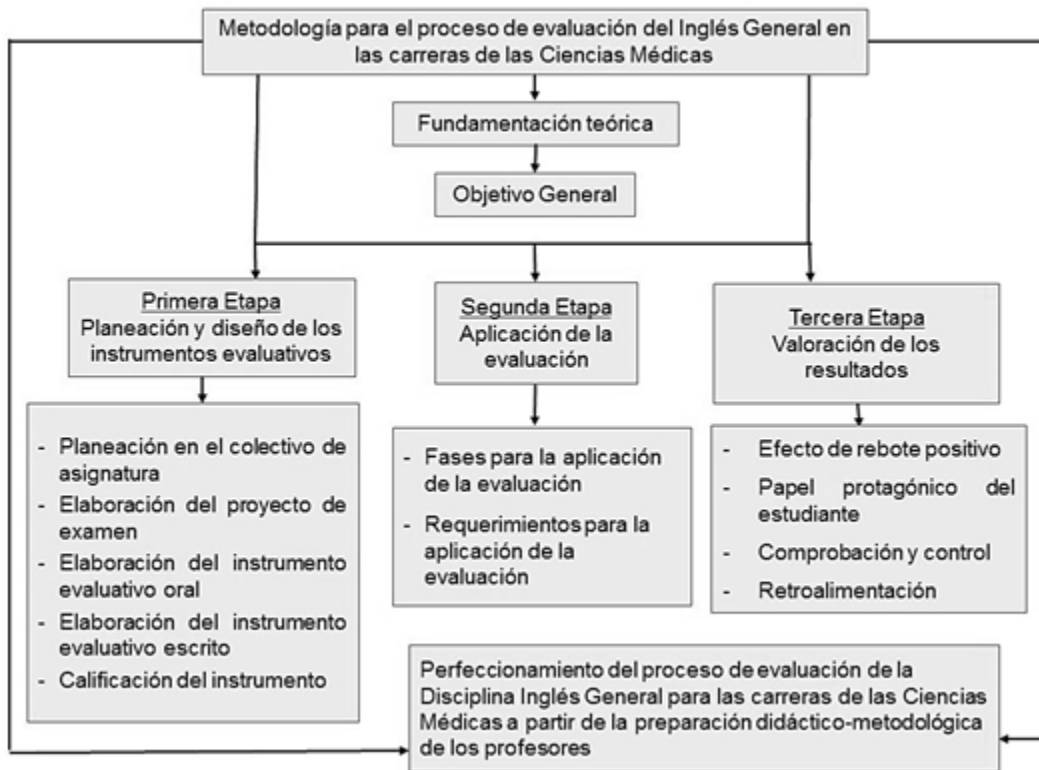 Metodología para el proceso de evaluación del Inglés General en
las carreras de las Ciencias Médicas
Fundamentación teórica
Objetivo General
Primera Etapa
Planeación y diseño de los
instrumentos evaluativos
Segunda Etapa
Aplicación de la
evaluación
Tercera Etapa
Valoración de los
resultados
- Planeación en el colectivo de
asignatura
- Elaboración del proyecto de
examen
- Elaboración del instrumento
evaluativo oral
- Elaboración del instrumento
evaluativo escrito
- Calificación del instrumento
- Fases para la aplicación
de la evaluación
- Requerimientos para la
aplicación de la
evaluación
- Efecto de rebote positivo
- Papel protagónico del
estudiante
- Comprobación y control
- Retroalimentación
Perfeccionamiento del proceso de evaluación de la
Disciplina Inglés General para las carreras de las Ciencias
Médicas a partir de la preparación didáctico-metodológica
de los profesores